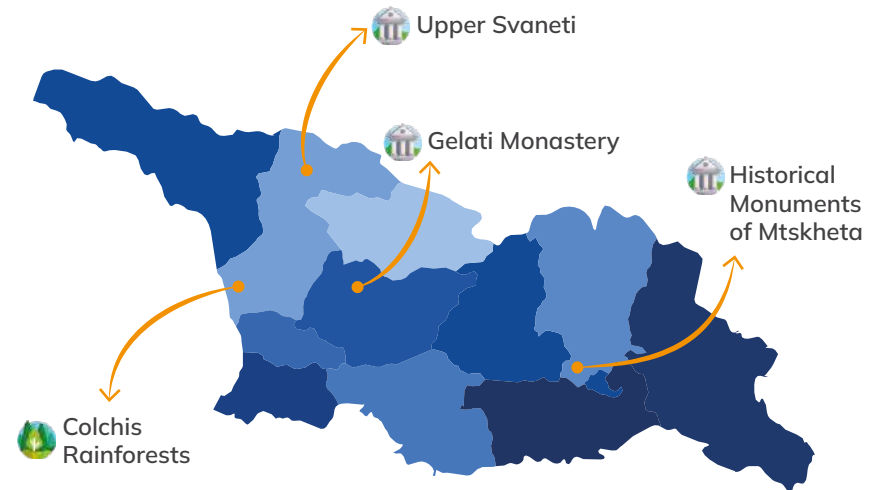 Upper Svaneti
Gelati Monastery
Historical
Monuments
of Mtskheta
Colchis
Rainforests